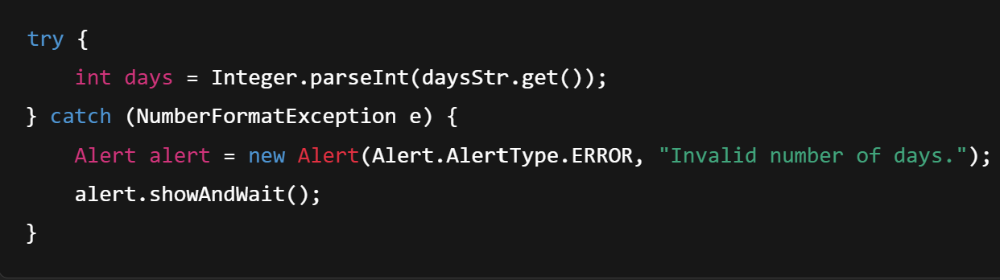 try {
    int days = Integer.parseInt(daysStr.get());
} catch (NumberFormatException e) {
    Alert alert = new Alert(Alert.AlertType.ERROR, "Invalid number of days.");
    alert.showAndWait();
}